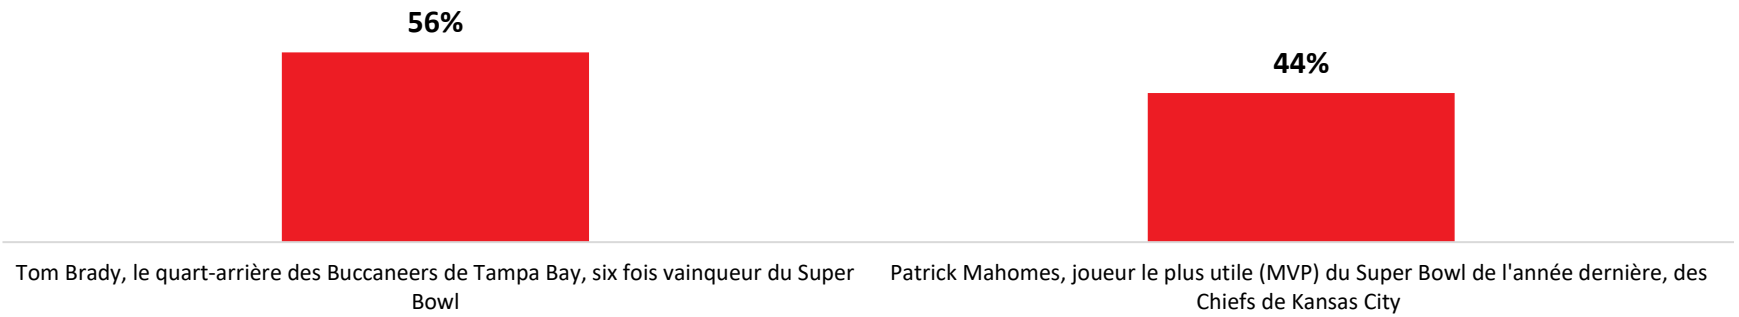 56%
44%
Tom Brady, le quart-arrière des Buccaneers de Tampa Bay, six fois vainqueur du Super
Bowl
Patrick Mahomes, joueur le plus utile (MVP) du Super Bowl de l'année dernière, des
Chiefs de Kansas City